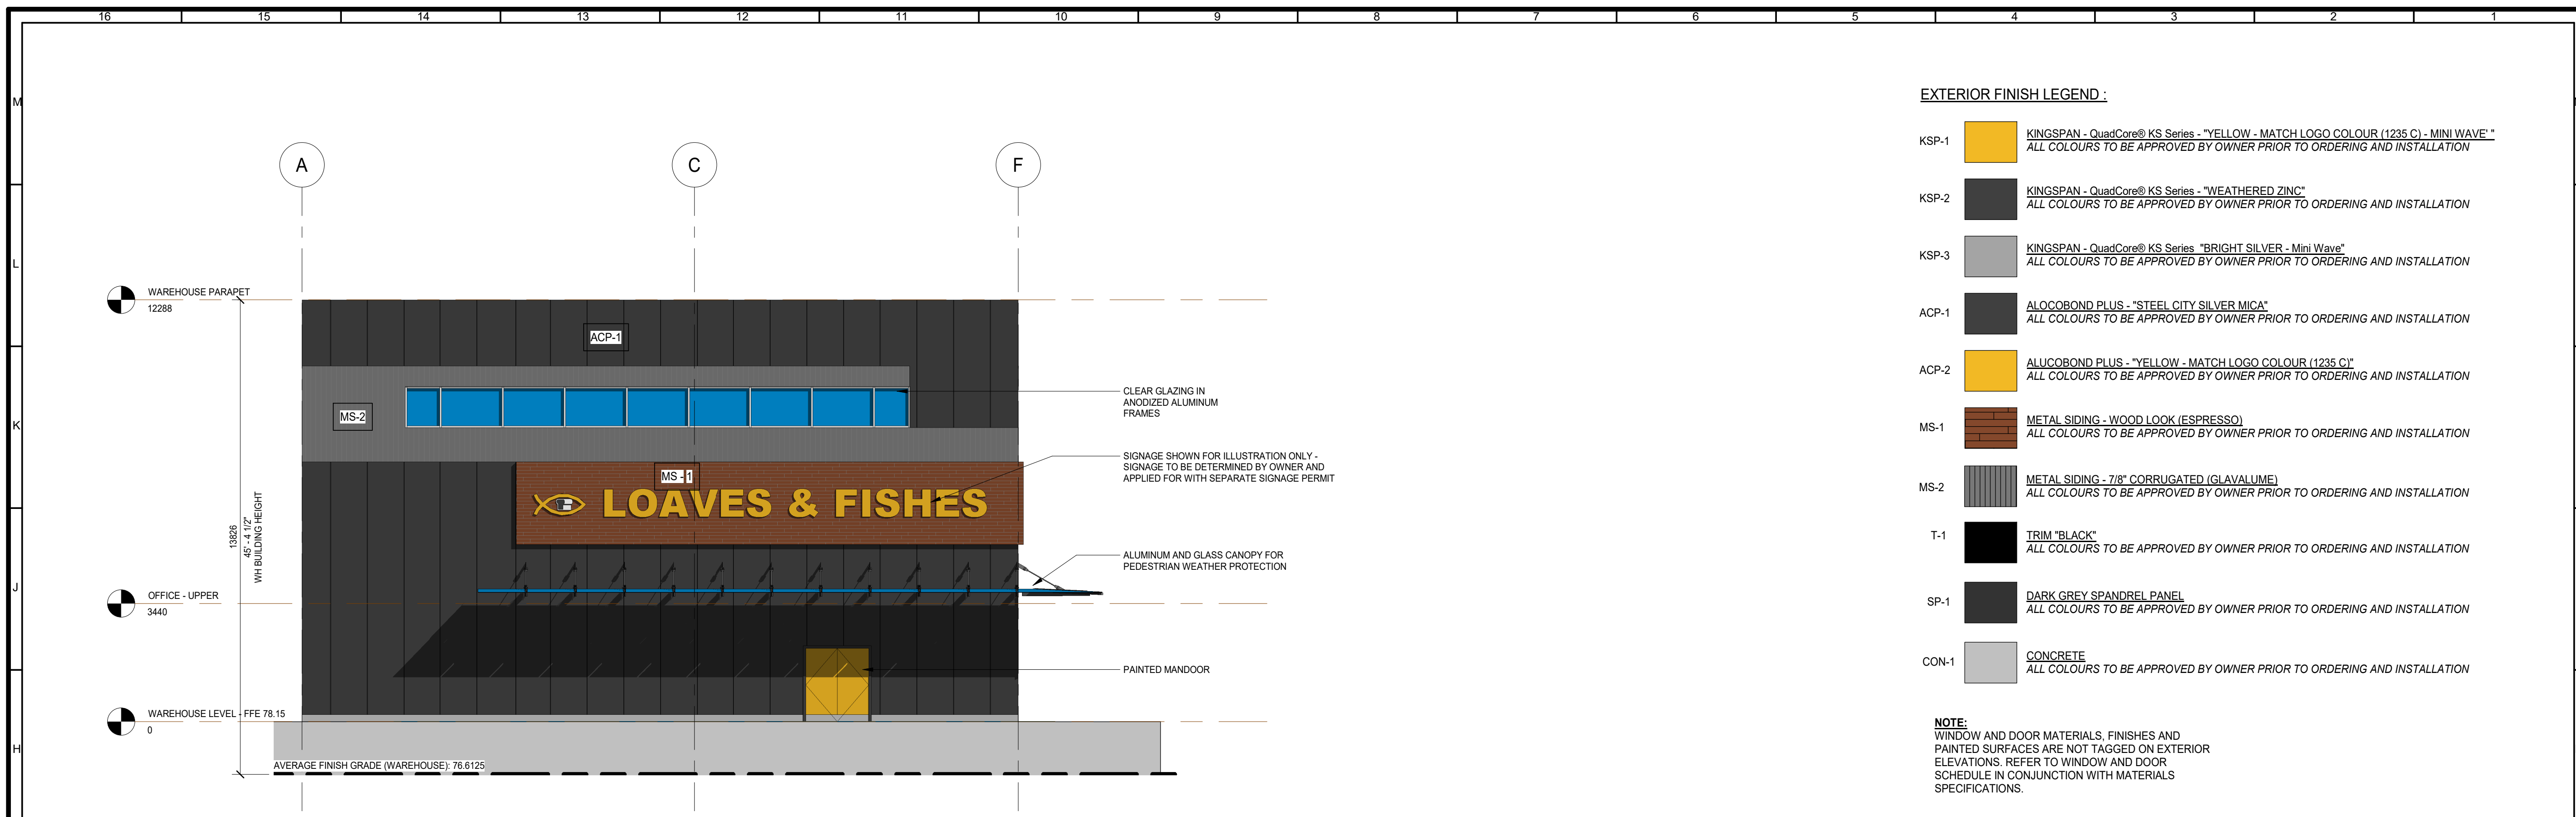 16 15 14 13 12 11 10 9 8 7 6 5 4 3 2 1
M
L
K
J
H
A C F
WAREHOUSE PARAPET
12288
ACP-1
MS-2
CLEAR GLAZING IN
ANODIZED ALUMINUM
FRAMES
MS - 1
LOAVES & FISHES
SIGNAGE SHOWN FOR ILLUSTRATION ONLY -
SIGNAGE TO BE DETERMINED BY OWNER AND
APPLIED FOR WITH SEPARATE SIGNAGE PERMIT
13826
45' - 4 1/2"
WH BUILDING HEIGHT
ALUMINUM AND GLASS CANOPY FOR
PEDESTRIAN WEATHER PROTECTION
OFFICE - UPPER
3440
PAINTED MANDOOR
WAREHOUSE LEVEL - FFE 78.15
0
AVERAGE FINISH GRADE (WAREHOUSE): 76.6125
EXTERIOR FINISH LEGEND :
KSP-1
KINGSPAN - QuadCore® KS Series - "YELLOW - MATCH LOGO COLOUR (1235 C) - MINI WAVE' "
ALL COLOURS TO BE APPROVED BY OWNER PRIOR TO ORDERING AND INSTALLATION
KSP-2
KINGSPAN - QuadCore® KS Series - "WEATHERED ZINC"
ALL COLOURS TO BE APPROVED BY OWNER PRIOR TO ORDERING AND INSTALLATION
KSP-3
KINGSPAN - QuadCore® KS Series  "BRIGHT SILVER - Mini Wave"
ALL COLOURS TO BE APPROVED BY OWNER PRIOR TO ORDERING AND INSTALLATION
ACP-1
ALOCOBOND PLUS - "STEEL CITY SILVER MICA"
ALL COLOURS TO BE APPROVED BY OWNER PRIOR TO ORDERING AND INSTALLATION
ACP-2
ALUCOBOND PLUS - "YELLOW - MATCH LOGO COLOUR (1235 C)"
ALL COLOURS TO BE APPROVED BY OWNER PRIOR TO ORDERING AND INSTALLATION
MS-1
METAL SIDING - WOOD LOOK (ESPRESSO)
ALL COLOURS TO BE APPROVED BY OWNER PRIOR TO ORDERING AND INSTALLATION
MS-2
METAL SIDING - 7/8" CORRUGATED (GLAVALUME)
ALL COLOURS TO BE APPROVED BY OWNER PRIOR TO ORDERING AND INSTALLATION
T-1
TRIM "BLACK"
ALL COLOURS TO BE APPROVED BY OWNER PRIOR TO ORDERING AND INSTALLATION
SP-1
DARK GREY SPANDREL PANEL
ALL COLOURS TO BE APPROVED BY OWNER PRIOR TO ORDERING AND INSTALLATION
CON-1
CONCRETE
ALL COLOURS TO BE APPROVED BY OWNER PRIOR TO ORDERING AND INSTALLATION
NOTE:
WINDOW AND DOOR MATERIALS, FINISHES AND
PAINTED SURFACES ARE NOT TAGGED ON EXTERIOR
ELEVATIONS. REFER TO WINDOW AND DOOR
SCHEDULE IN CONJUNCTION WITH MATERIALS
SPECIFICATIONS.